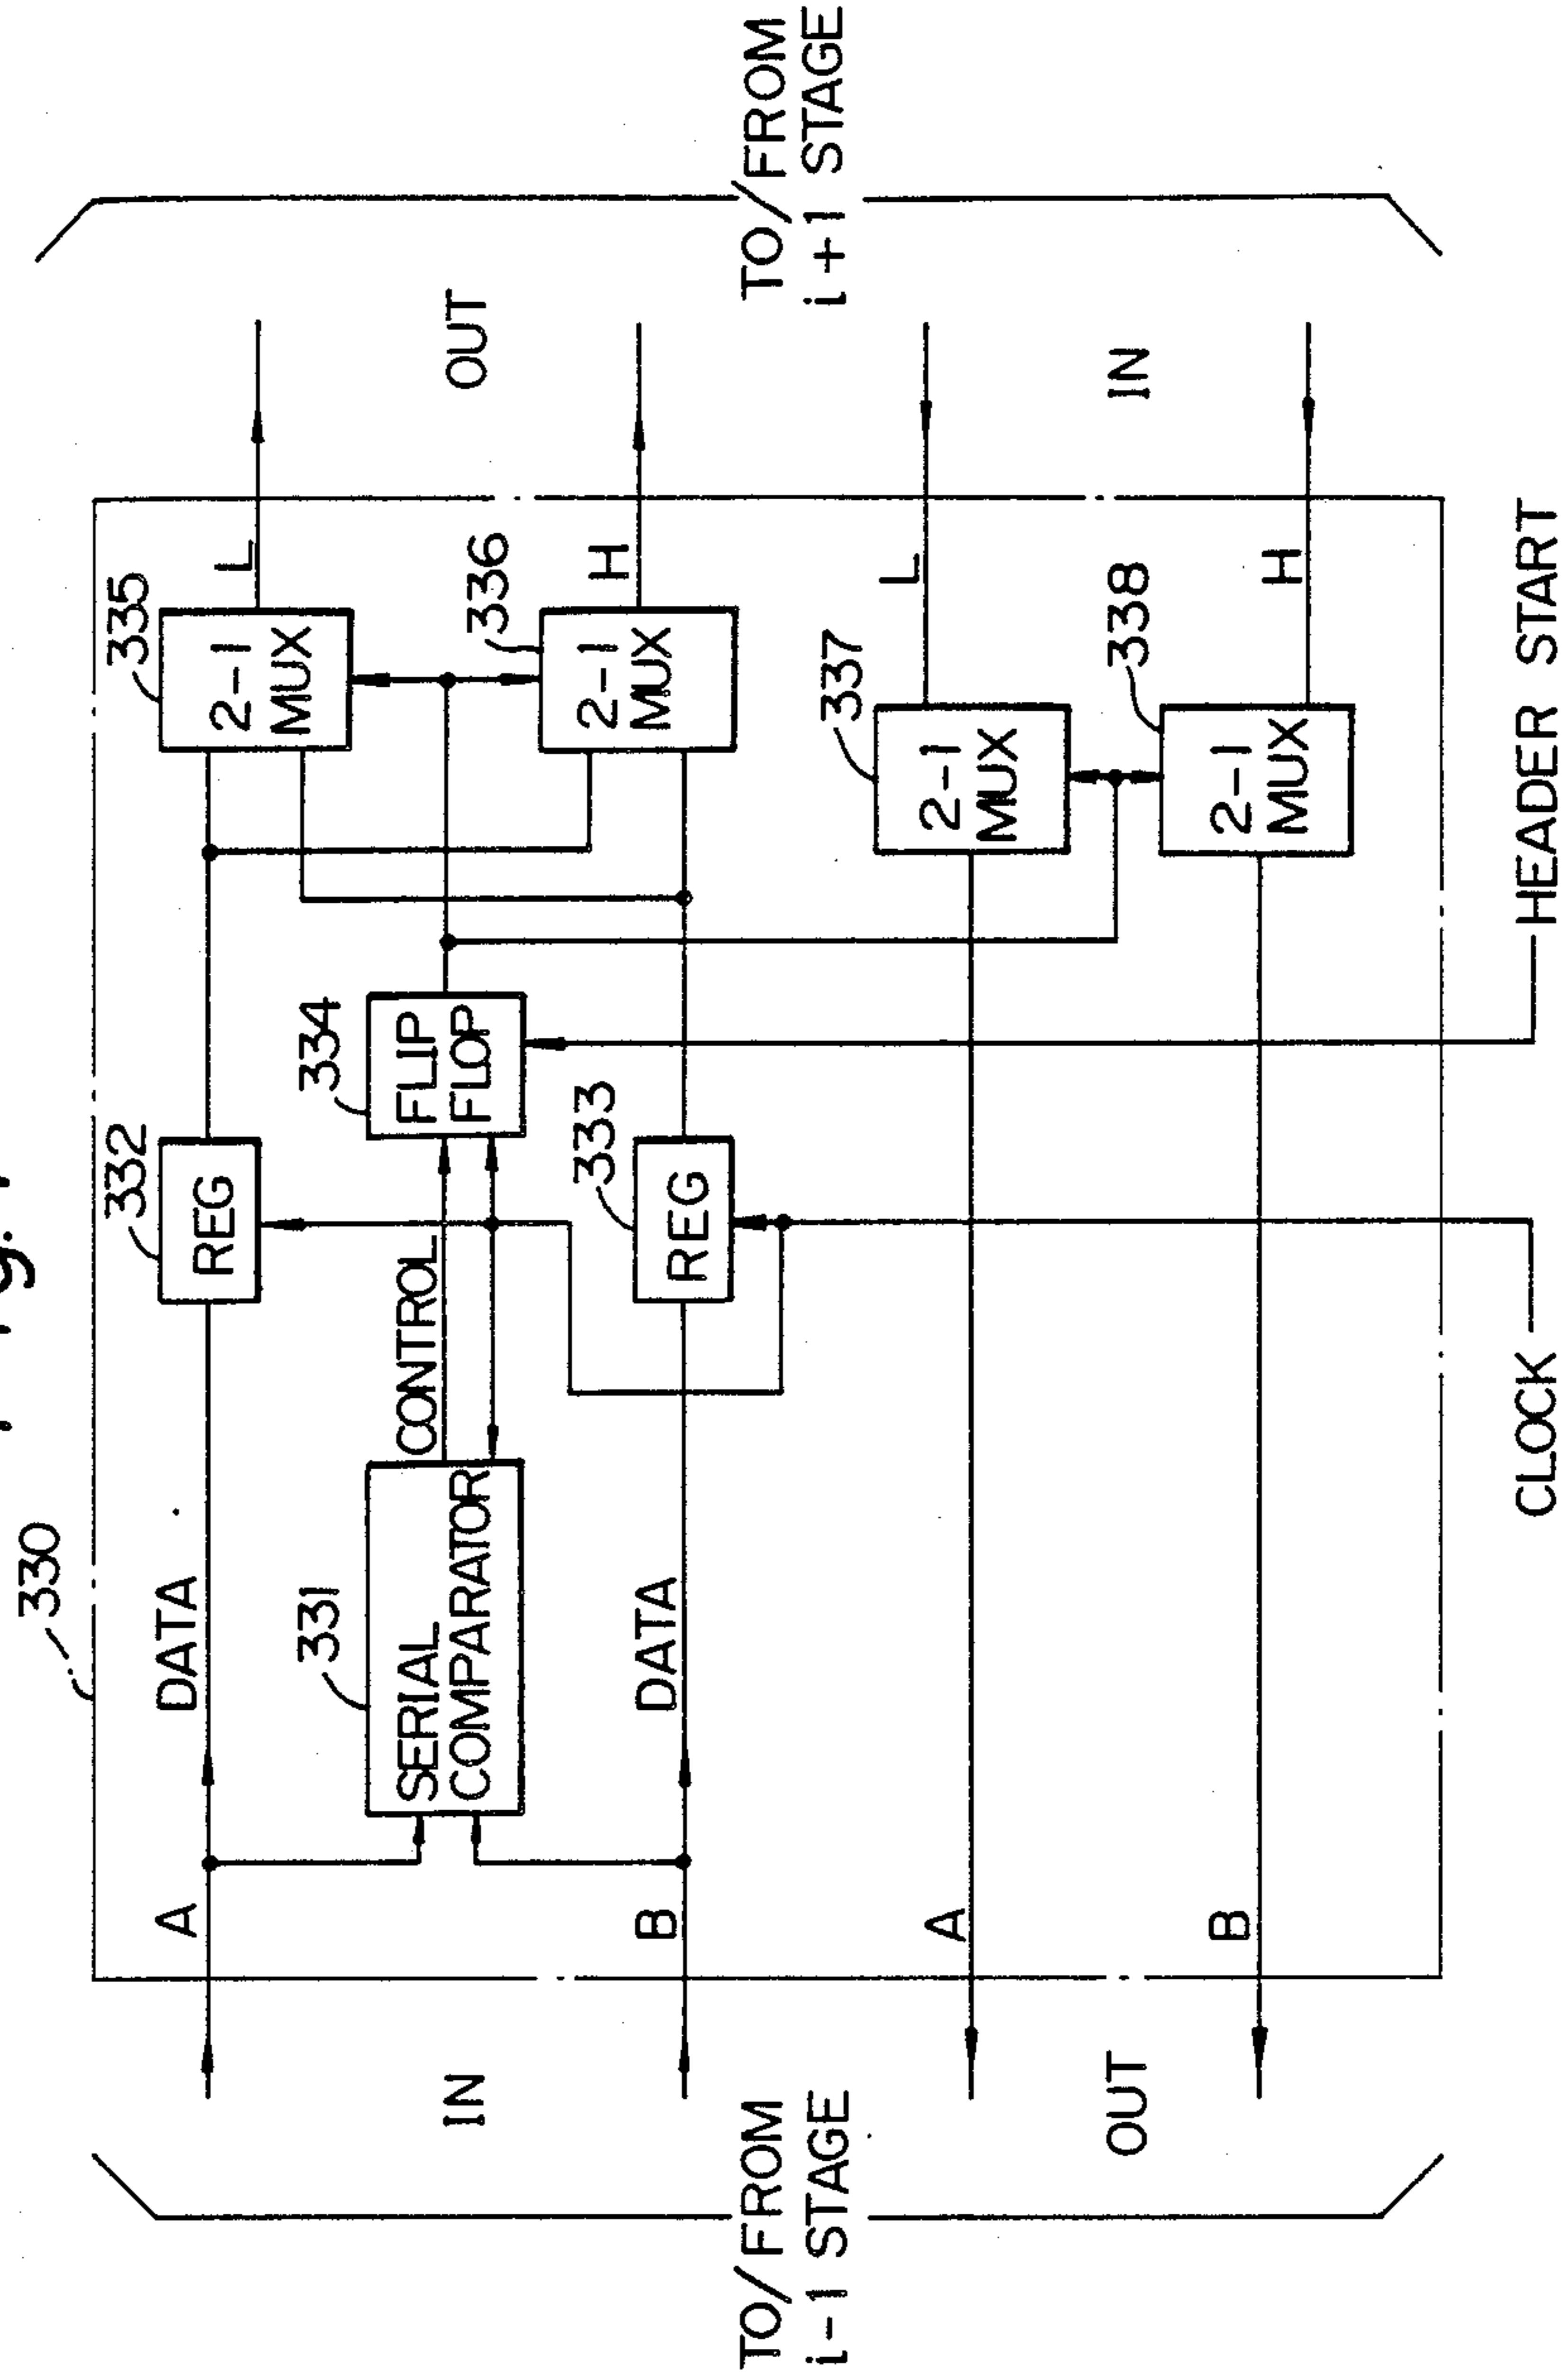 330
A
DATA
332
REG
335
2-1
MUX
L
331
SERIAL
COMPARATOR
CONTROL
334
FLIP
FLOP
336
2-1
MUX
H
IN
OUT
B
DATA
333
REG
TO/FROM
i-1 STAGE
TO/FROM
i+1 STAGE
A
337
2-1
MUX
L
OUT
IN
B
338
2-1
MUX
H
CLOCK
HEADER START